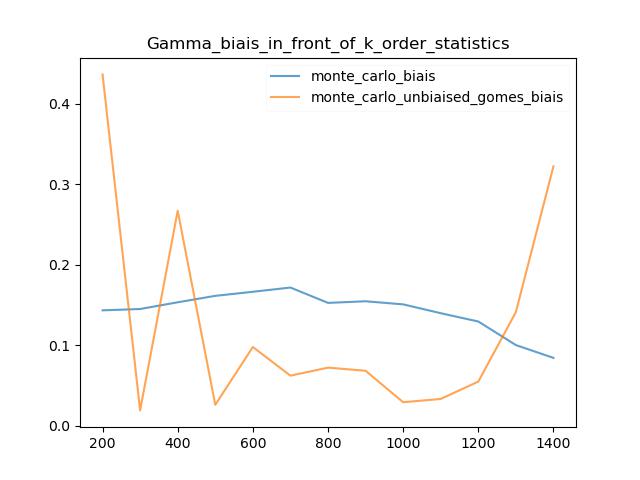 Gamma_biais_in_front_of_k_order_statistics
monte_carlo_biais
monte_carlo_unbiaised_gomes_biais
0.4
0.3
0.2
0.1
0.0
200 400 600 800 1000 1200 1400